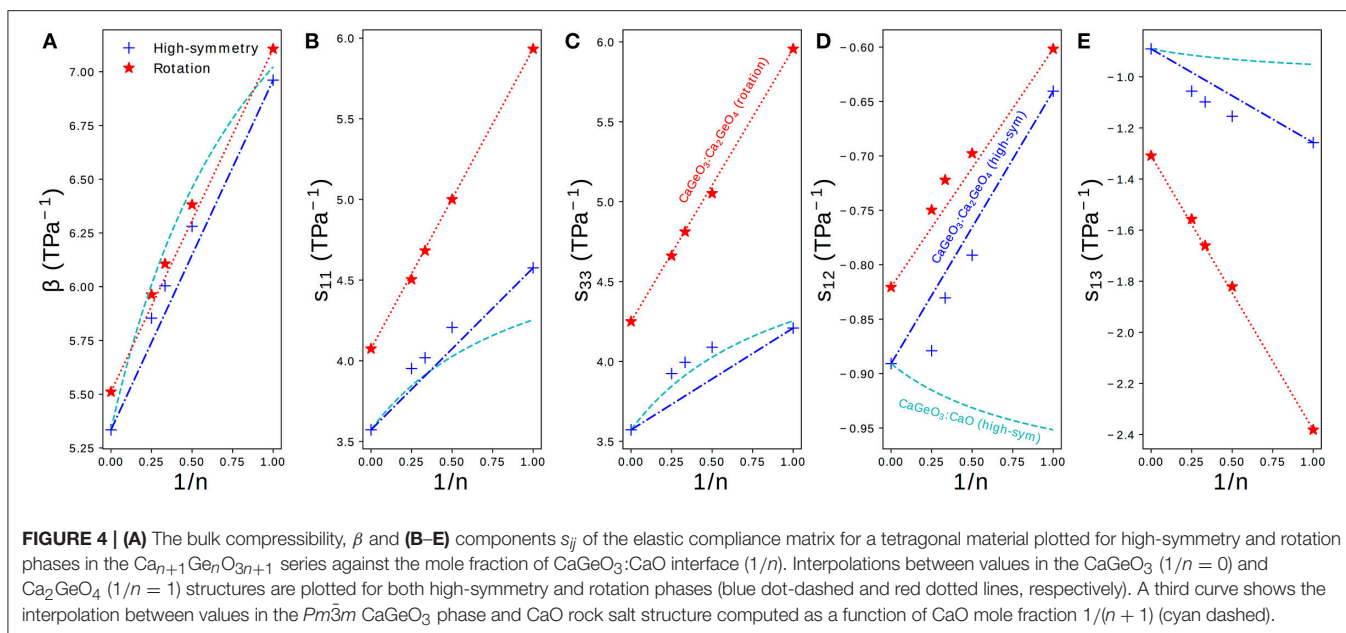 A
High-symmetry
Rotation
7.00
6.75
6.50
6.25
6.00
5.75
5.50
5.25
β (TPa⁻¹)
0.00 0.25 0.50 0.75 1.00
1/n
B
6.0
5.5
5.0
4.5
4.0
3.5
s₁₁ (TPa⁻¹)
0.00 0.25 0.50 0.75 1.00
1/n
C
6.0
5.5
5.0
4.5
4.0
3.5
s₃₃ (TPa⁻¹)
CaGeO₃:Ca₂GeO₄ (rotation)
0.00 0.25 0.50 0.75 1.00
1/n
D
−0.60
−0.65
−0.70
−0.75
−0.80
−0.85
−0.90
−0.95
s₁₂ (TPa⁻¹)
CaGeO₃:Ca₂GeO₄ (high-sym)
CaGeO₃:CaO (high-sym)
0.00 0.25 0.50 0.75 1.00
1/n
E
−1.0
−1.2
−1.4
−1.6
−1.8
−2.0
−2.2
−2.4
s₁₃ (TPa⁻¹)
0.00 0.25 0.50 0.75 1.00
1/n
FIGURE 4 | (A) The bulk compressibility, β and (B–E) components sᵢⱼ of the elastic compliance matrix for a tetragonal material plotted for high-symmetry and rotation
phases in the Caₙ₊₁GeₙO₃ₙ₊₁ series against the mole fraction of CaGeO₃:CaO interface (1/n). Interpolations between values in the CaGeO₃ (1/n = 0) and
Ca₂GeO₄ (1/n = 1) structures are plotted for both high-symmetry and rotation phases (blue dot-dashed and red dotted lines, respectively). A third curve shows the
interpolation between values in the Pm3̄m CaGeO₃ phase and CaO rock salt structure computed as a function of CaO mole fraction 1/(n + 1) (cyan dashed).